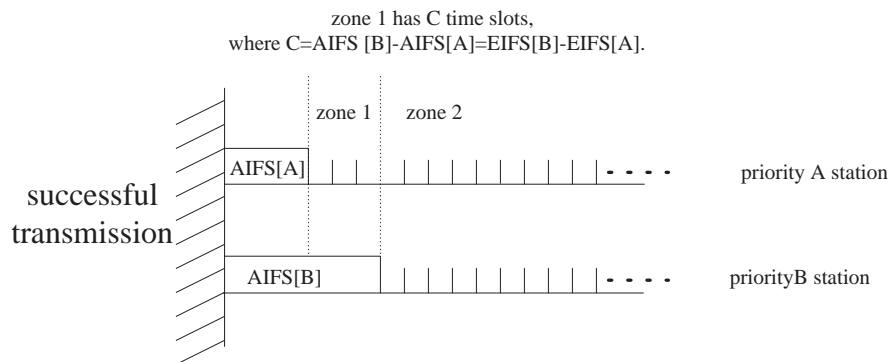 zone 1 has C time slots,
where C=AIFS [B]-AIFS[A]=EIFS[B]-EIFS[A].
zone 1 zone 2
AIFS[A]
priority A station
successful
transmission
AIFS[B]
priorityB station